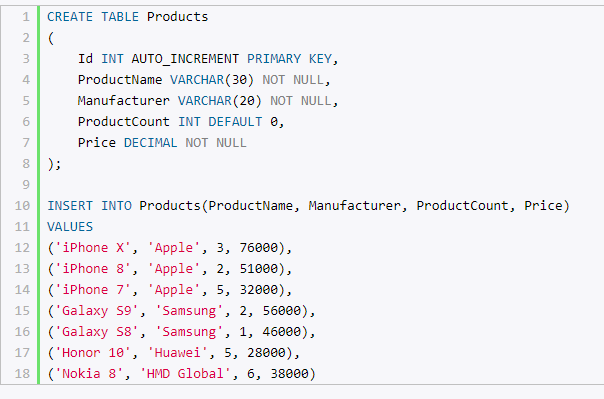 1 CREATE TABLE Products
2 (
3     Id INT AUTO_INCREMENT PRIMARY KEY,
4     ProductName VARCHAR(30) NOT NULL,
5     Manufacturer VARCHAR(20) NOT NULL,
6     ProductCount INT DEFAULT 0,
7     Price DECIMAL NOT NULL
8 );
9
10 INSERT INTO Products(ProductName, Manufacturer, ProductCount, Price)
11 VALUES
12 ('iPhone X', 'Apple', 3, 76000),
13 ('iPhone 8', 'Apple', 2, 51000),
14 ('iPhone 7', 'Apple', 5, 32000),
15 ('Galaxy S9', 'Samsung', 2, 56000),
16 ('Galaxy S8', 'Samsung', 1, 46000),
17 ('Honor 10', 'Huawei', 5, 28000),
18 ('Nokia 8', 'HMD Global', 6, 38000)